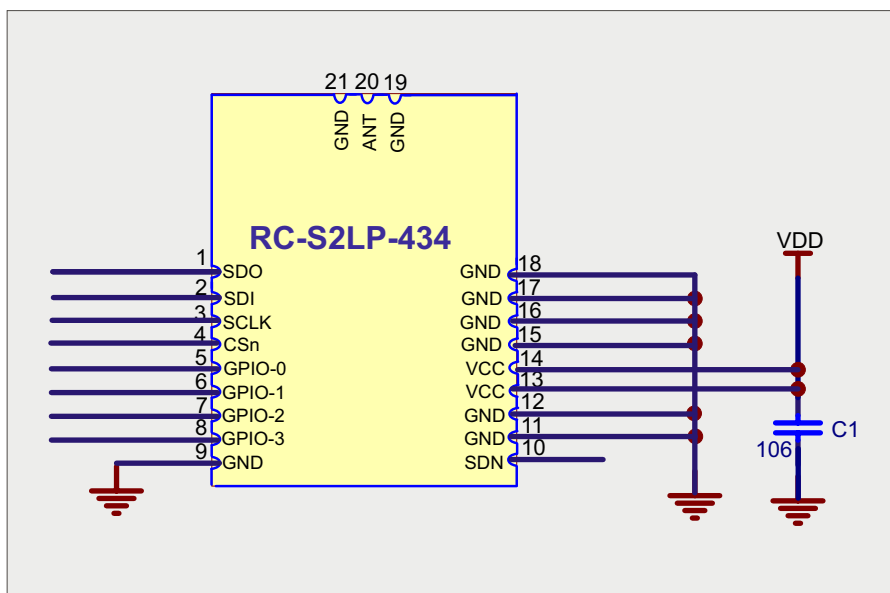 21 20 19
GND ANT GND
RC-S2LP-434
VDD
1 SDO
2 SDI
3 SCLK
4 CSn
5 GPIO-0
6 GPIO-1
7 GPIO-2
8 GPIO-3
9 GND
GND 18
GND 17
GND 16
GND 15
VCC 14
VCC 13
GND 12
GND 11
SDN 10
C1
106